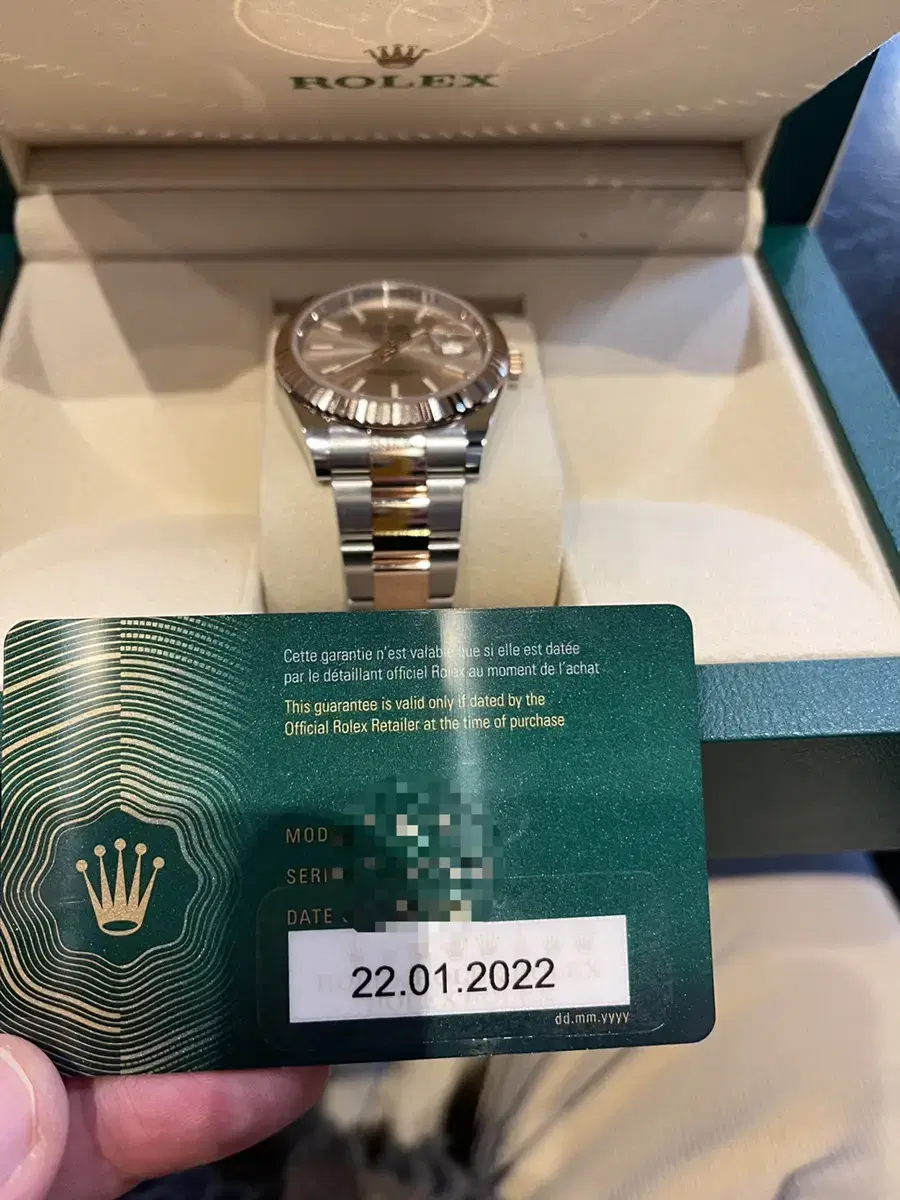 ROLEX
Cette garantie n'est valable que si elle est datée
par le détaillant officiel Rolex au moment de l'achat
This guarantee is valid only if dated by the
Official Rolex Retailer at the time of purchase
MOD
SERI
DATE
22.01.2022
dd.mm.yyyy